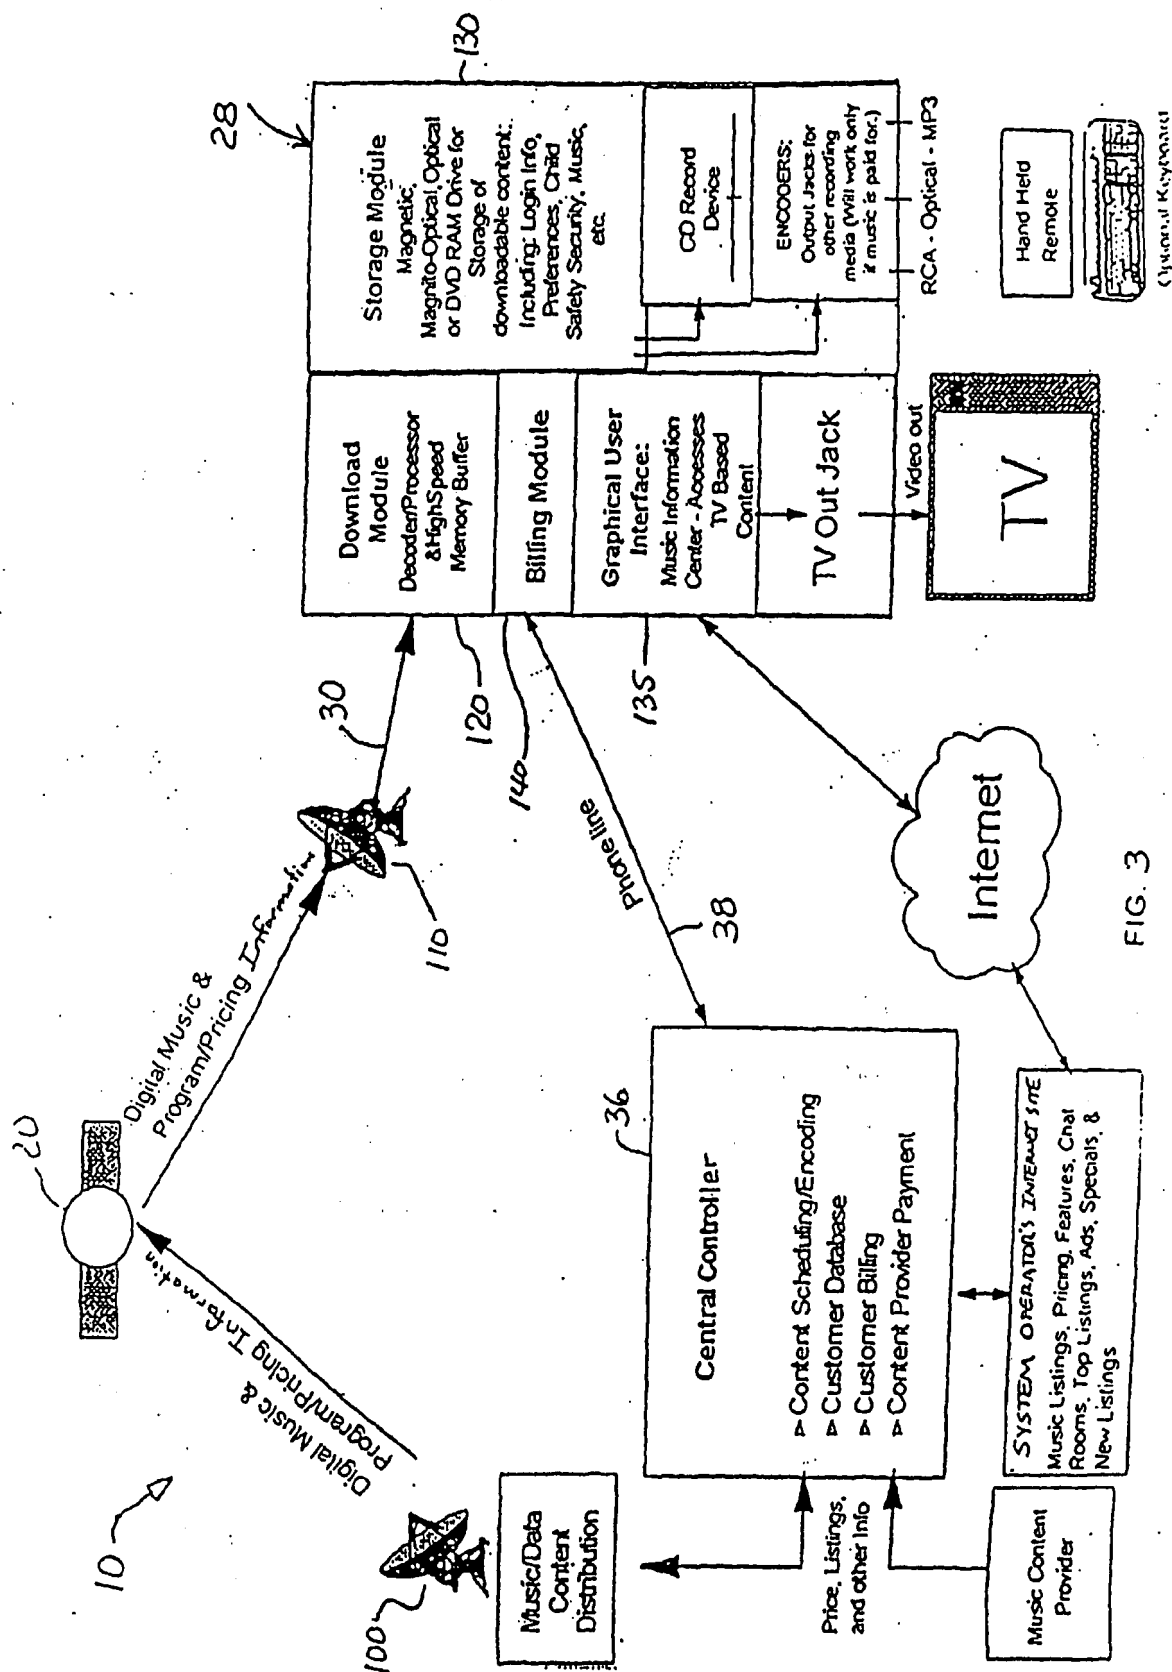 10
20
Digital Music &
Program/Pricing Information
Digital Music &
Program/Pricing Information
100
110
30
28
130
Music/Data
Content
Distribution
Download
Module
Decoder/Processor
&HighSpeed
Memory Buffer
120
140
Billing Module
Graphical User
Interface:
Music Information
Center - Accesses
TV Based
Content
135
TV Out Jack
Video out
TV
Storage Module
Magnetic,
Magnito-Optical, Optical
or DVD RAM Drive for
Storage of
downloadable content:.
Including: Login Info,
Preferences, Child
Safety Security, Music,
etc.
CD Record
Device
ENCODERS:
Output Jacks for
other recording
media (Will work only
if music is paid for.)
RCA - Optical - MP3
Hand Held
Remote
Phone line
38
36
Central Controller
Content Scheduling/Encoding
Customer Database
Customer Billing
Content Provider Payment
Price, Listings,
and other Info
Music Content
Provider
SYSTEM OPERATOR'S INTERNET SITE
Music Listings, Pricing, Features, Chat
Rooms, Top Listings, Ads, Specials, &
New Listings
Internet
FIG. 3